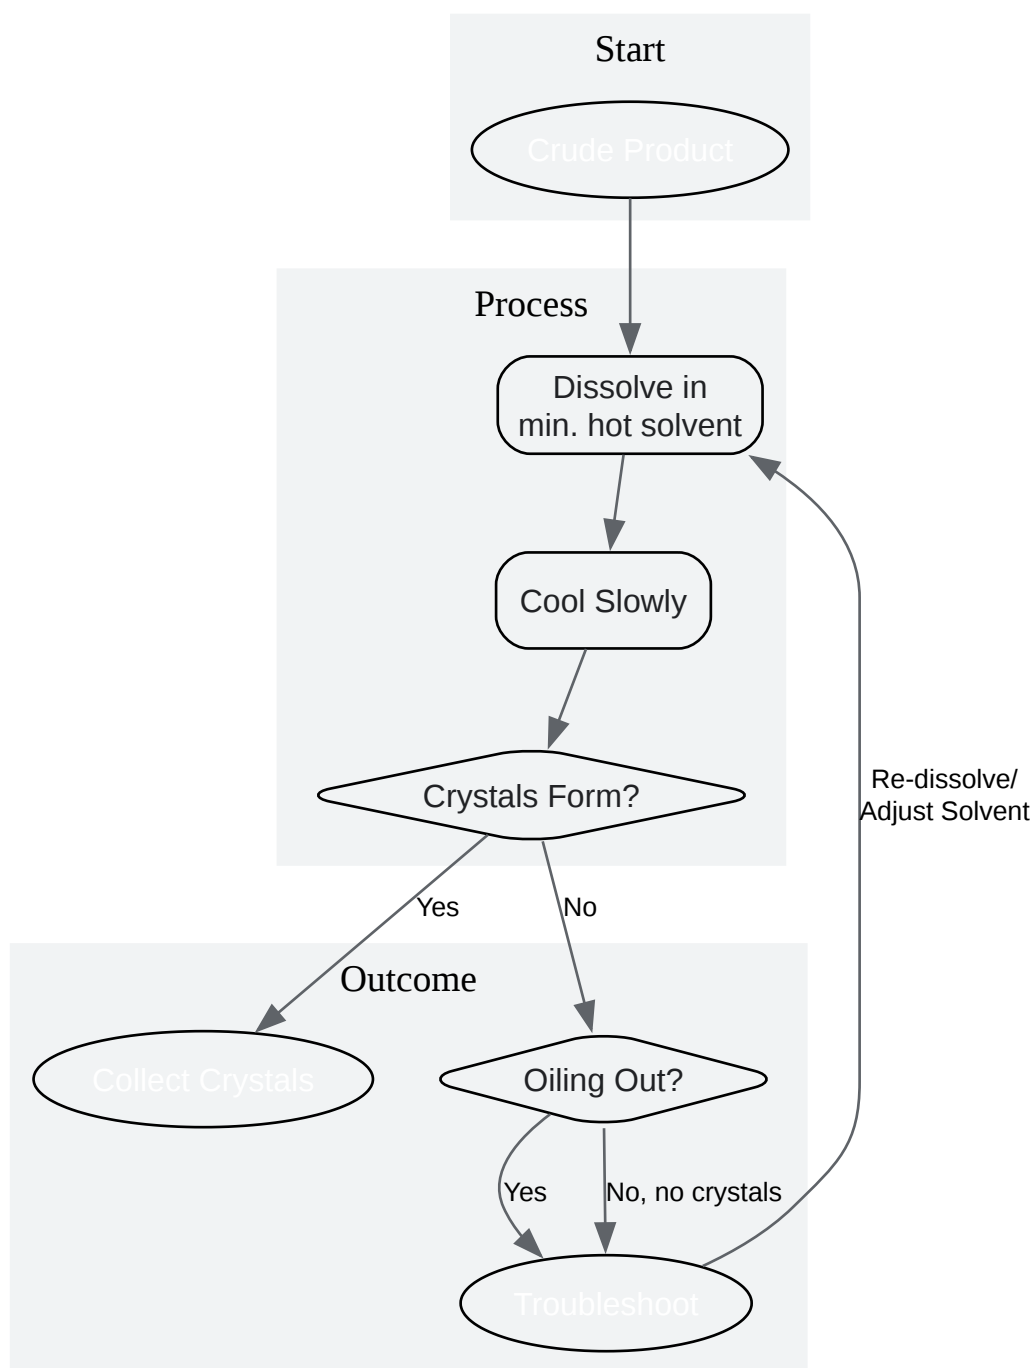 Start
Crude Product
Process
Dissolve in
min. hot solvent
Cool Slowly
Crystals Form?
Re-dissolve/
Adjust Solvent
Yes
No
Outcome
Collect Crystals
Oiling Out?
Yes
No, no crystals
Troubleshoot